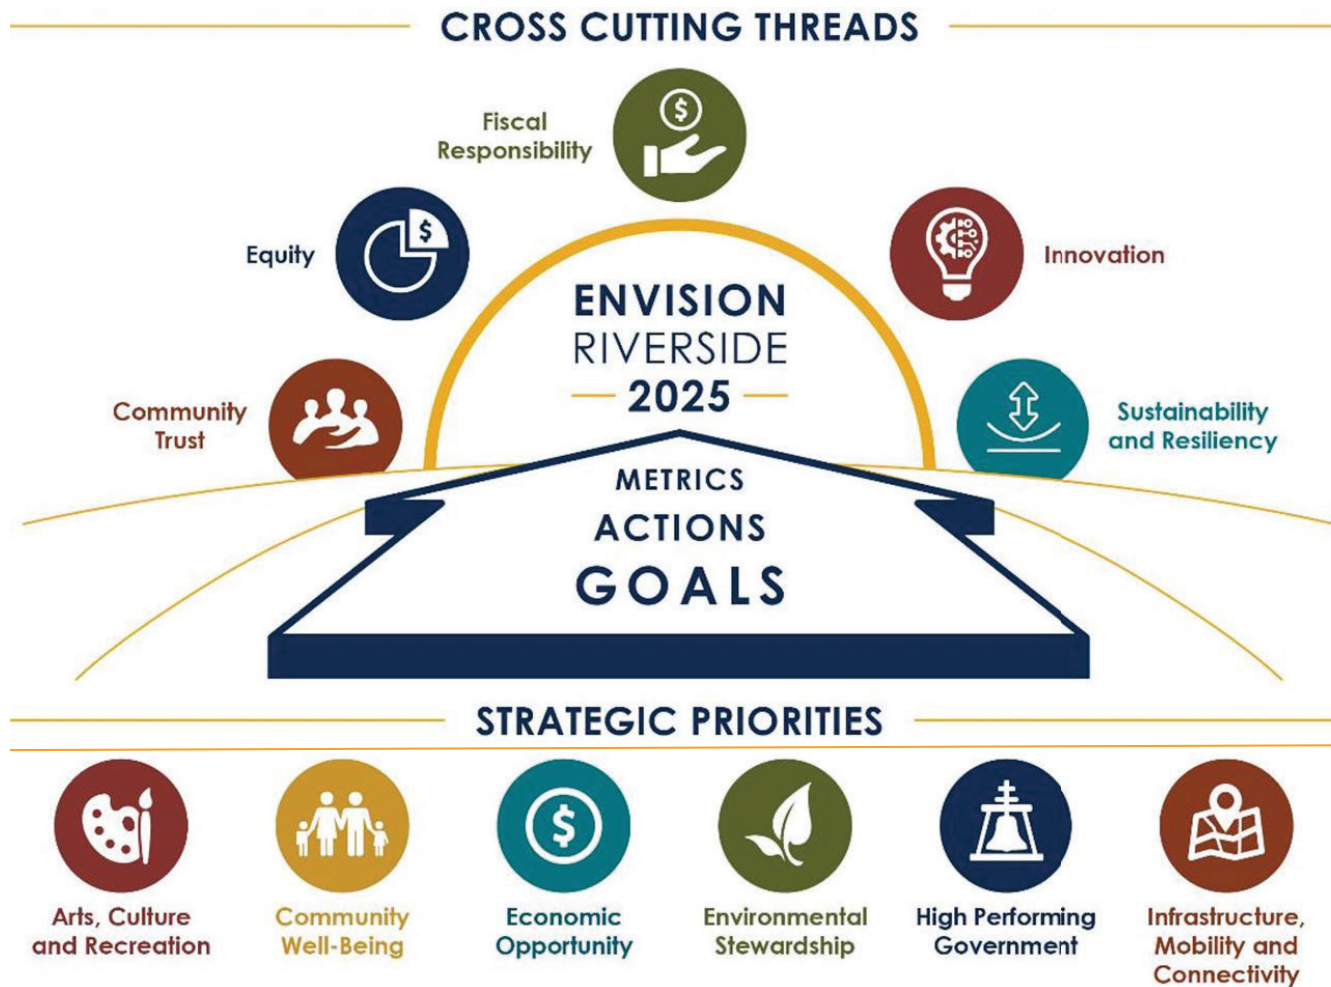 CROSS CUTTING THREADS
$
Fiscal
Responsibility
$
Equity
Innovation
ENVISION
RIVERSIDE
2025
Community
Trust
Sustainability
and Resiliency
METRICS
ACTIONS
GOALS
STRATEGIC PRIORITIES
$
Arts, Culture
and Recreation
Community
Well-Being
Economic
Opportunity
Environmental
Stewardship
High Performing
Government
Infrastructure,
Mobility and
Connectivity